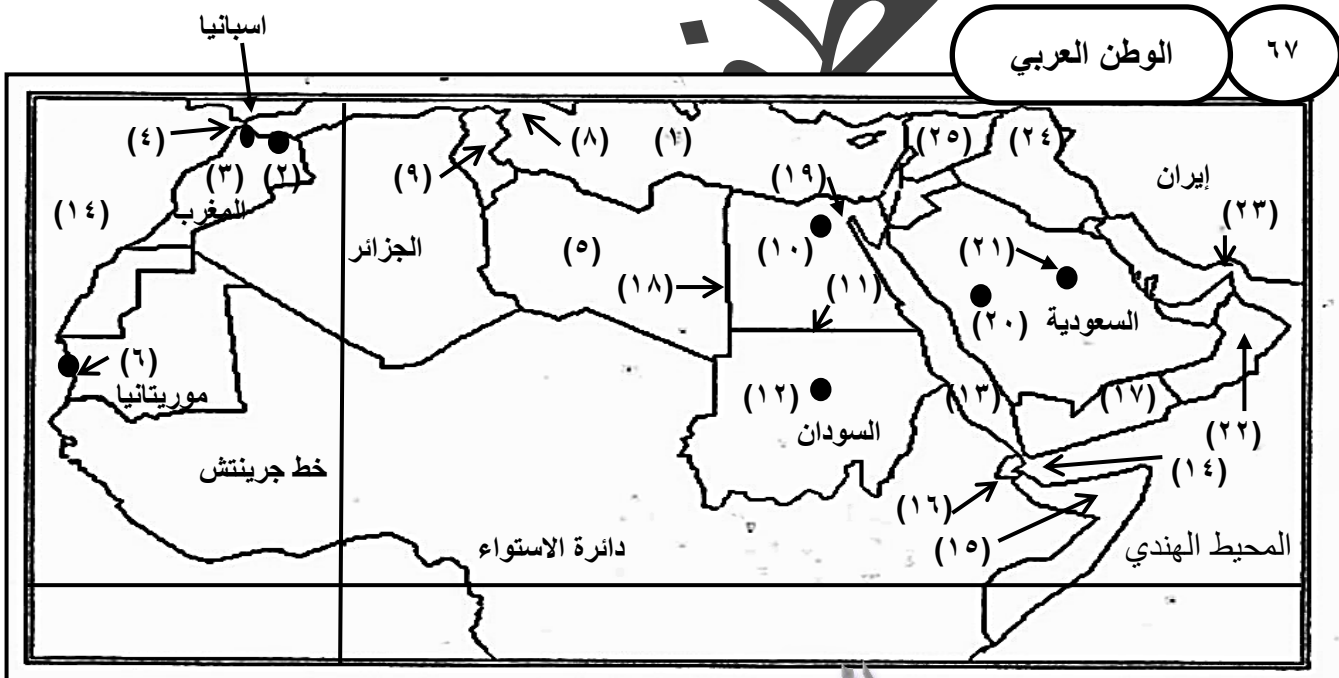 ٦٧
الوطن العربي
اسبانيا
(٤)
(٨)
(١)
(٢٥)
(٢٤)
(٩)
(٣)
(٢)
(١٩)
إيران
(١٤)
المغرب
(٢٣)
الجزائر
(٥)
(١٠)
(٢١)
(١٨)
(١١)
(٢٠)
السعودية
(٦)
موريتانيا
(١٢)
(١٣)
(١٧)
السودان
(٢٢)
خط جرينتش
(١٤)
(١٦)
دائرة الاستواء
(١٥)
المحيط الهندي